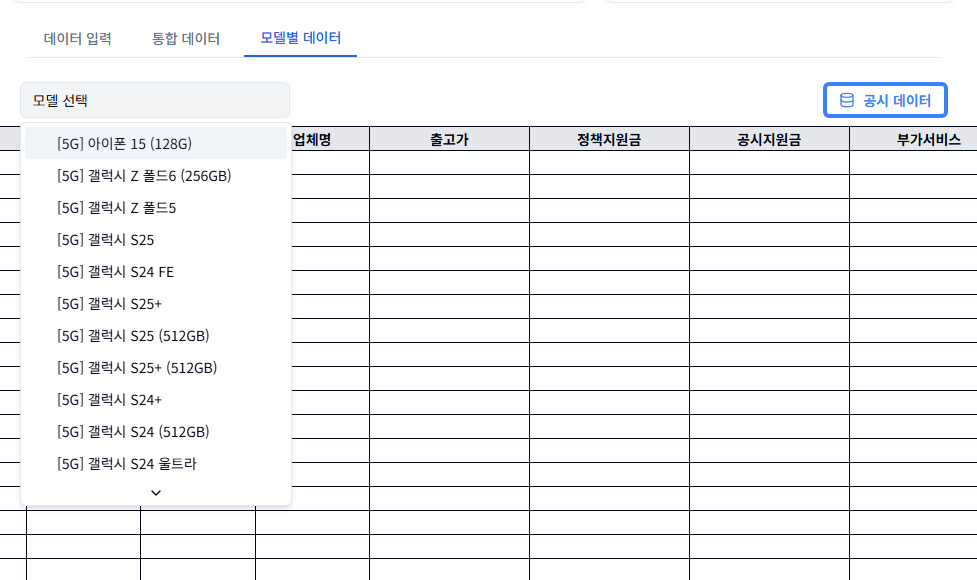 데이터 입력 통합 데이터 모델별 데이터
모델 선택 공시 데이터
업체명 출고가 정책지원금 공시지원금 부가서비스
[5G] 아이폰 15 (128G)
[5G] 갤럭시 Z 폴드6 (256GB)
[5G] 갤럭시 Z 폴드5
[5G] 갤럭시 S25
[5G] 갤럭시 S24 FE
[5G] 갤럭시 S25+
[5G] 갤럭시 S25 (512GB)
[5G] 갤럭시 S25+ (512GB)
[5G] 갤럭시 S24+
[5G] 갤럭시 S24 (512GB)
[5G] 갤럭시 S24 울트라